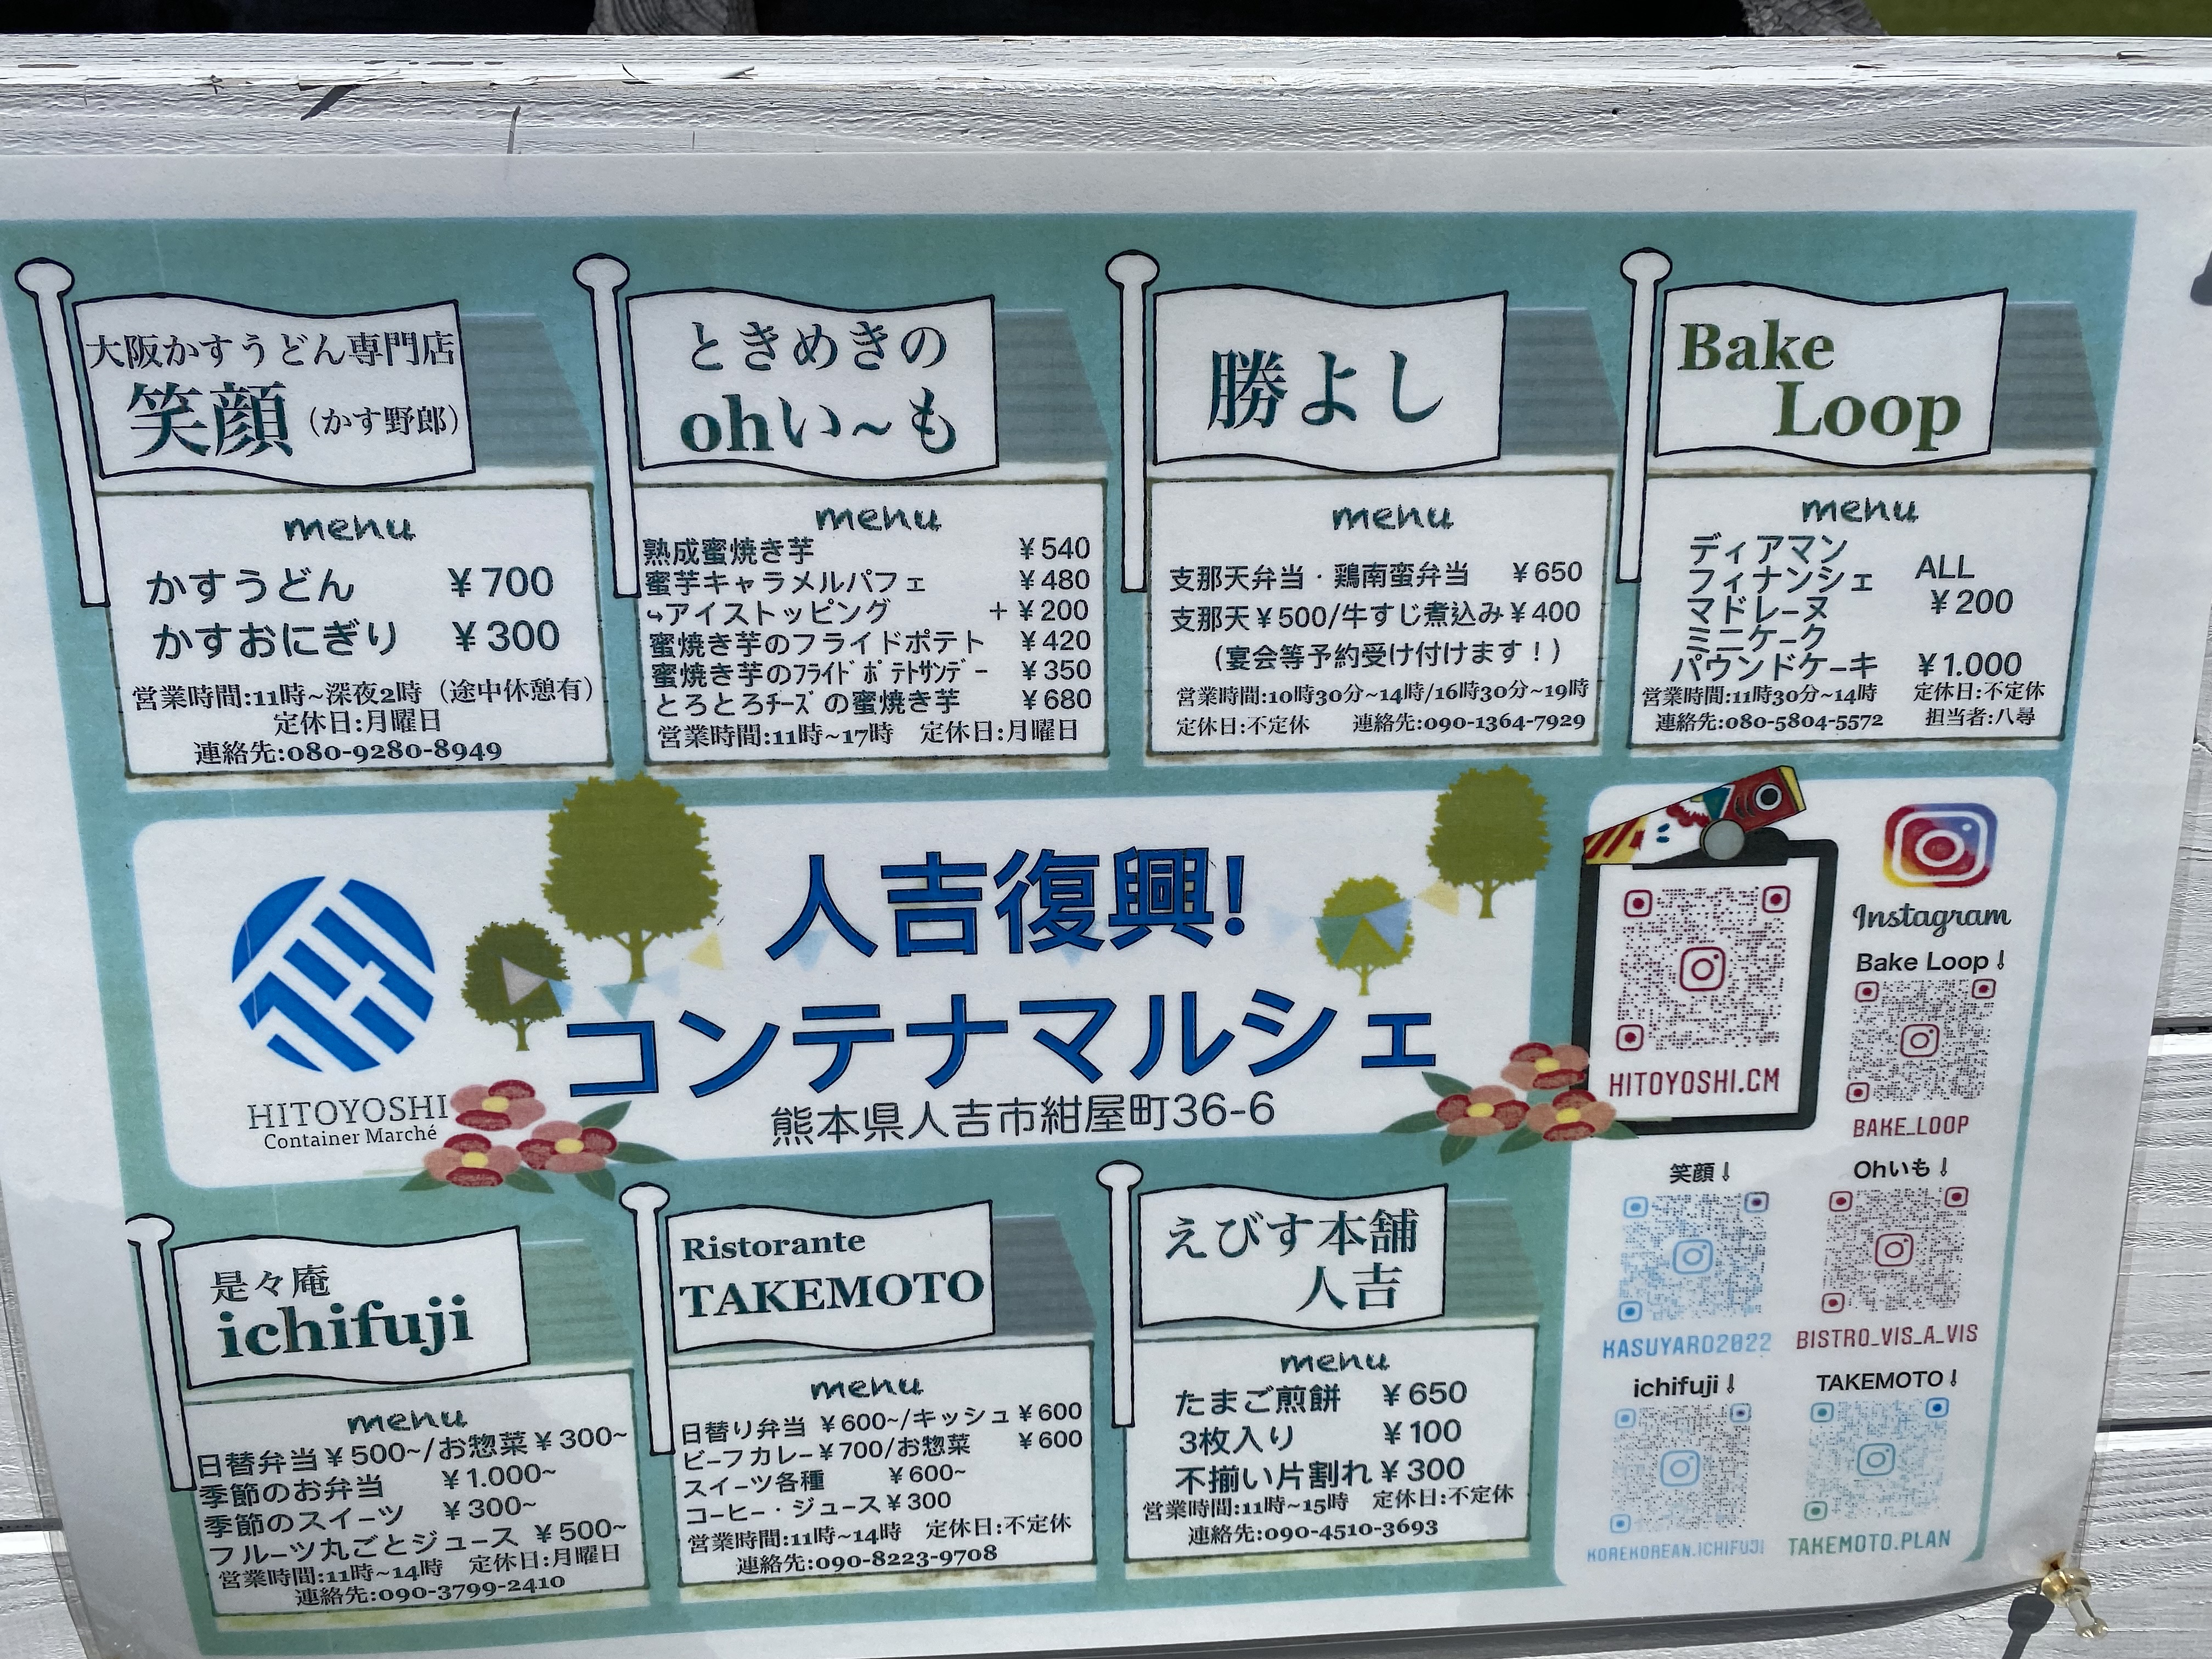 大阪かすうどん専門店
笑顔（かす野郎）
menu
かすうどん ¥700
かすおにぎり ¥300
営業時間:11時~深夜2時（途中休憩有）
定休日:月曜日
連絡先:080-9280-8949
ときめきの
ohい~も
menu
熟成蜜焼き芋 ¥540
蜜芋キャラメルパフェ ¥480
↪アイストッピング +¥200
蜜焼き芋のフライドポテト ¥420
蜜焼き芋のﾌﾗｲﾄﾞﾎﾟﾃﾄｻﾝﾃﾞｰ ¥350
とろとろﾁｰｽﾞの蜜焼き芋 ¥680
営業時間:11時~17時 定休日:月曜日
勝よし
menu
支那天弁当・鶏南蛮弁当 ¥650
支那天¥500/牛すじ煮込み¥400
（宴会等予約受け付けます！）
営業時間:10時30分~14時/16時30分~19時
定休日:不定休 連絡先:090-1364-7929
Bake
Loop
menu
ディアマン
フィナンシェ
マドレーヌ
ミニケーク
ALL
¥200
パウンドケーキ ¥1.000
営業時間:11時30分~14時 定休日:不定休
連絡先:080-5804-5572 担当者:八尋
HITOYOSHI
Container Marché
人吉復興!
コンテナマルシェ
熊本県人吉市紺屋町36-6
HITOYOSHI.CM
Instagram
Bake Loop⇩
BAKE_LOOP
笑顔⇩
KASUYARO2022
Ohいも⇩
BISTRO_VIS_A_VIS
ichifuji⇩
KOREKOREAN.ICHIFUJI
TAKEMOTO⇩
TAKEMOTO.PLAN
是々庵
ichifuji
menu
日替弁当¥500~/お惣菜¥300~
季節のお弁当 ¥1.000~
季節のスイーツ ¥300~
フルーツ丸ごとジュース ¥500~
営業時間:11時~14時 定休日:月曜日
連絡先:090-3799-2410
Ristorante
TAKEMOTO
menu
日替り弁当 ¥600~/キッシュ¥600
ビーフカレー¥700/お惣菜 ¥600
スイーツ各種 ¥600~
コーヒー・ジュース¥300
営業時間:11時~14時 定休日:不定休
連絡先:090-8223-9708
えびす本舗
人吉
menu
たまご煎餅 ¥650
3枚入り ¥100
不揃い片割れ¥300
営業時間:11時~15時 定休日:不定休
連絡先:090-4510-3693